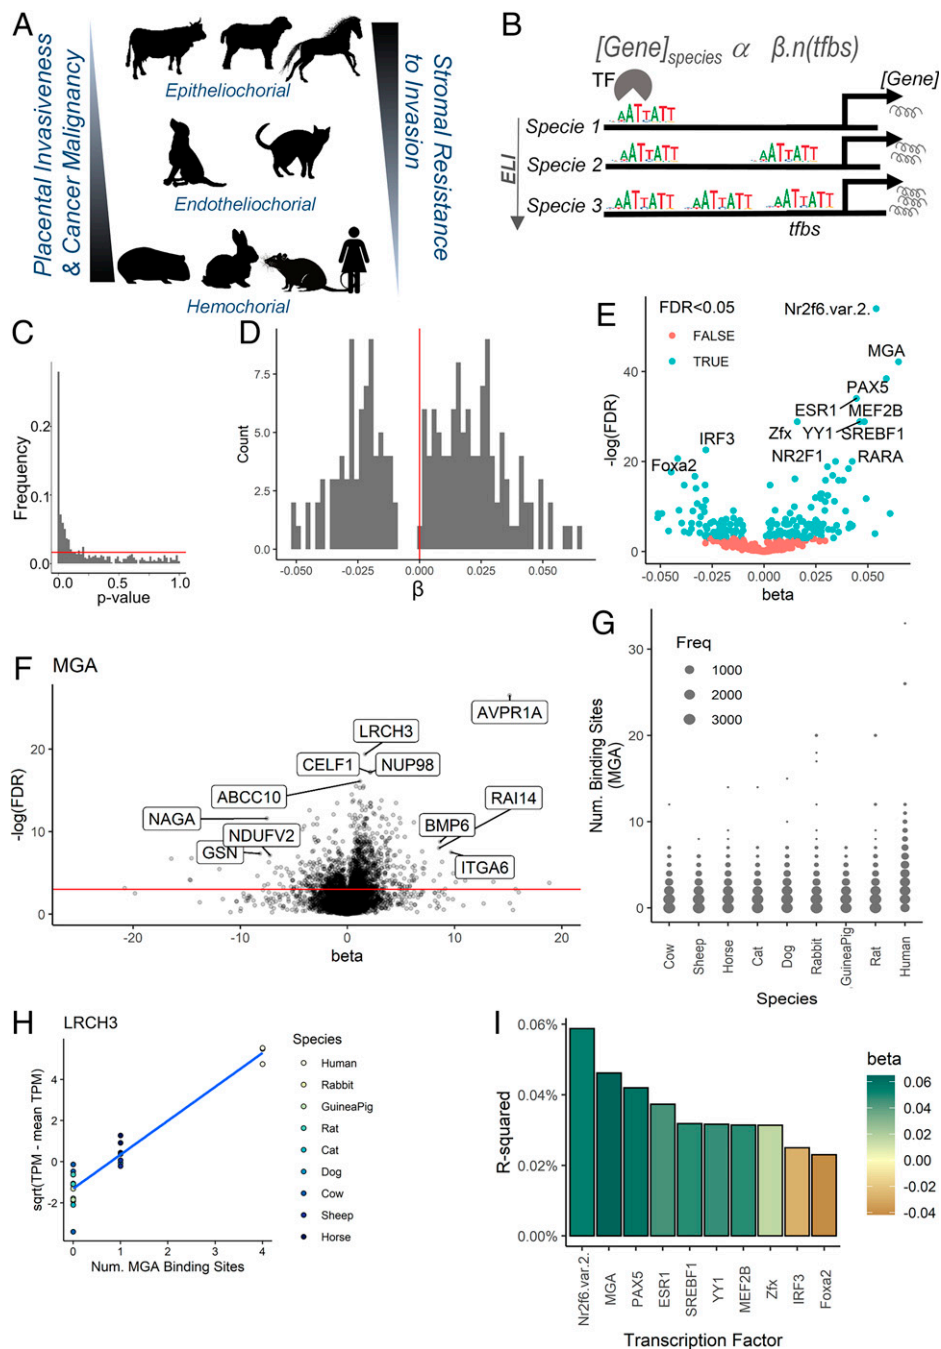 A
Placental Invasiveness
& Cancer Malignancy
Epitheliochorial
Endotheliochorial
Hemochorial
Stromal Resistance
to Invasion
B
[Gene]species α β.n(tfbs)
TF
[Gene]
AATTATT
Specie 1
AATTATT AATTATT
Specie 2
AATTATT AATTATT AATTATT
Specie 3
ELI
tfbs
C
Frequency
0.2
0.1
0.0
0.0 0.5 1.0
p-value
D
Count
7.5
5.0
2.5
0.0
-0.050 -0.025 0.000 0.025 0.050
β
E
FDR<0.05
FALSE
TRUE
Nr2f6.var.2.
MGA
PAX5
ESR1 MEF2B
Zfx YY1 SREBF1
IRF3
NR2F1 RARA
Foxa2
-log(FDR)
40
20
0
-0.050 -0.025 0.000 0.025 0.050
beta
F
MGA
AVPR1A
LRCH3
CELF1 NUP98
ABCC10
RAI14
NAGA
BMP6
NDUFV2
GSN
ITGA6
-log(FDR)
20
10
0
-20 -10 0 10 20
beta
G
Freq
1000
2000
3000
Num. Binding Sites
(MGA)
30
20
10
0
Cow
Sheep
Horse
Cat
Dog
Rabbit
GuineaPig
Rat
Human
Species
H
LRCH3
sqrt(TPM - mean TPM)
4
2
0
-2
0 1 2 3 4
Num. MGA Binding Sites
Species
Human
Rabbit
GuineaPig
Rat
Cat
Dog
Cow
Sheep
Horse
I
R-squared
0.06%
0.04%
0.02%
0.00%
Nr2f6.var.2.
MGA
PAX5
ESR1
SREBF1
YY1
MEF2B
Zfx
IRF3
Foxa2
Transcription Factor
beta
0.06
0.04
0.02
0.00
-0.02
-0.04